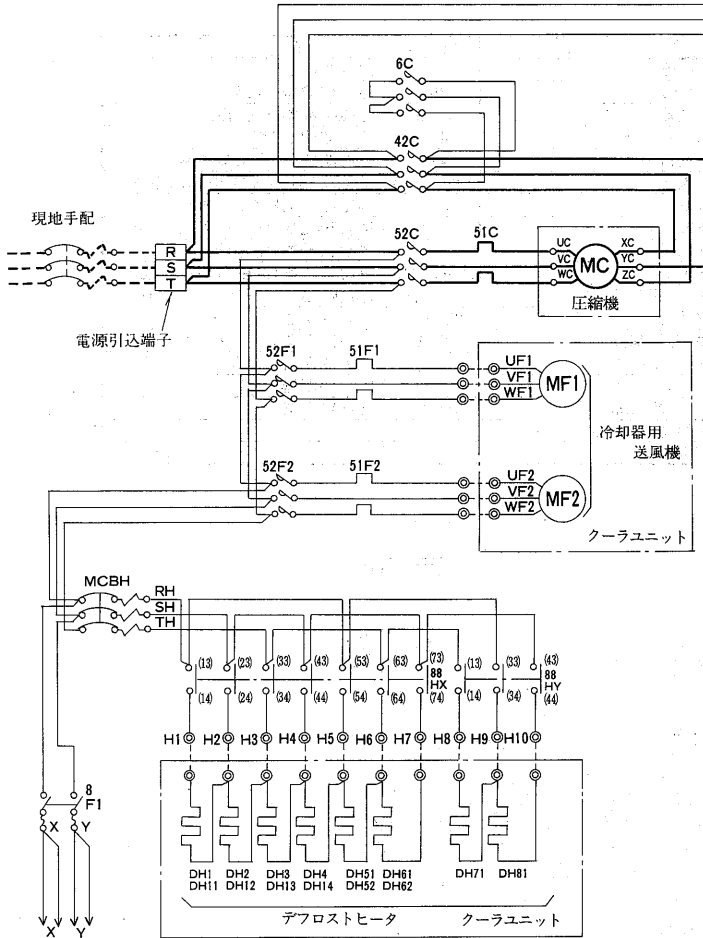 6C
42C
現地手配
52C
51C
R
S
T
UC
VC
WC
MC
XC
YC
ZC
圧縮機
電源引込端子
52F1
51F1
UF1
VF1
WF1
MF1
冷却器用
送風機
52F2
51F2
UF2
VF2
WF2
MF2
クーラユニット
MCBH
RH
SH
TH
(13)
(23)
(33)
(43)
(53)
(63)
(73)
(13)
(33)
(43)
88
HX
88
HY
(14)
(24)
(34)
(44)
(54)
(64)
(74)
(14)
(34)
(44)
H1
H2
H3
H4
H5
H6
H7
H8
H9
H10
8
F1
X
Y
DH1
DH11
DH2
DH12
DH3
DH13
DH4
DH14
DH51
DH52
DH61
DH62
DH71
DH81
デフロストヒータ
クーラユニット
X
Y